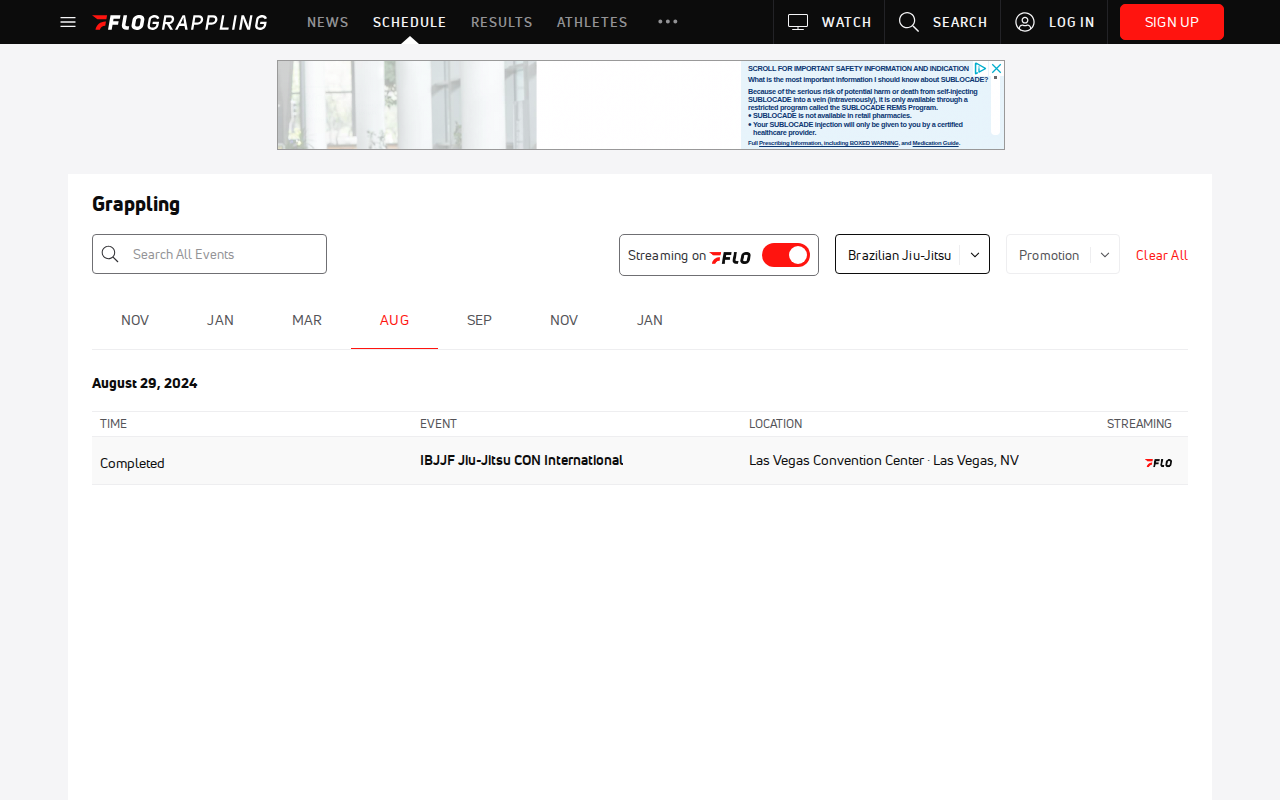 FLOGRAPPLING NEWS SCHEDULE RESULTS ATHLETES WATCH SEARCH LOG IN SIGN UP
SCROLL FOR IMPORTANT SAFETY INFORMATION AND INDICATION
What is the most important information I should know about SUBLOCADE?
Because of the serious risk of potential harm or death from self-injecting
SUBLOCADE into a vein (intravenously), it is only available through a
restricted program called the SUBLOCADE REMS Program.
• SUBLOCADE is not available in retail pharmacies.
• Your SUBLOCADE injection will only be given to you by a certified
healthcare provider.
Full Prescribing Information, including BOXED WARNING, and Medication Guide.
Grappling
Search All Events Streaming on FLO Brazilian Jiu-Jitsu Promotion Clear All
NOV JAN MAR AUG SEP NOV JAN
August 29, 2024
TIME EVENT LOCATION STREAMING
Completed IBJJF Jiu-Jitsu CON International Las Vegas Convention Center · Las Vegas, NV FLO